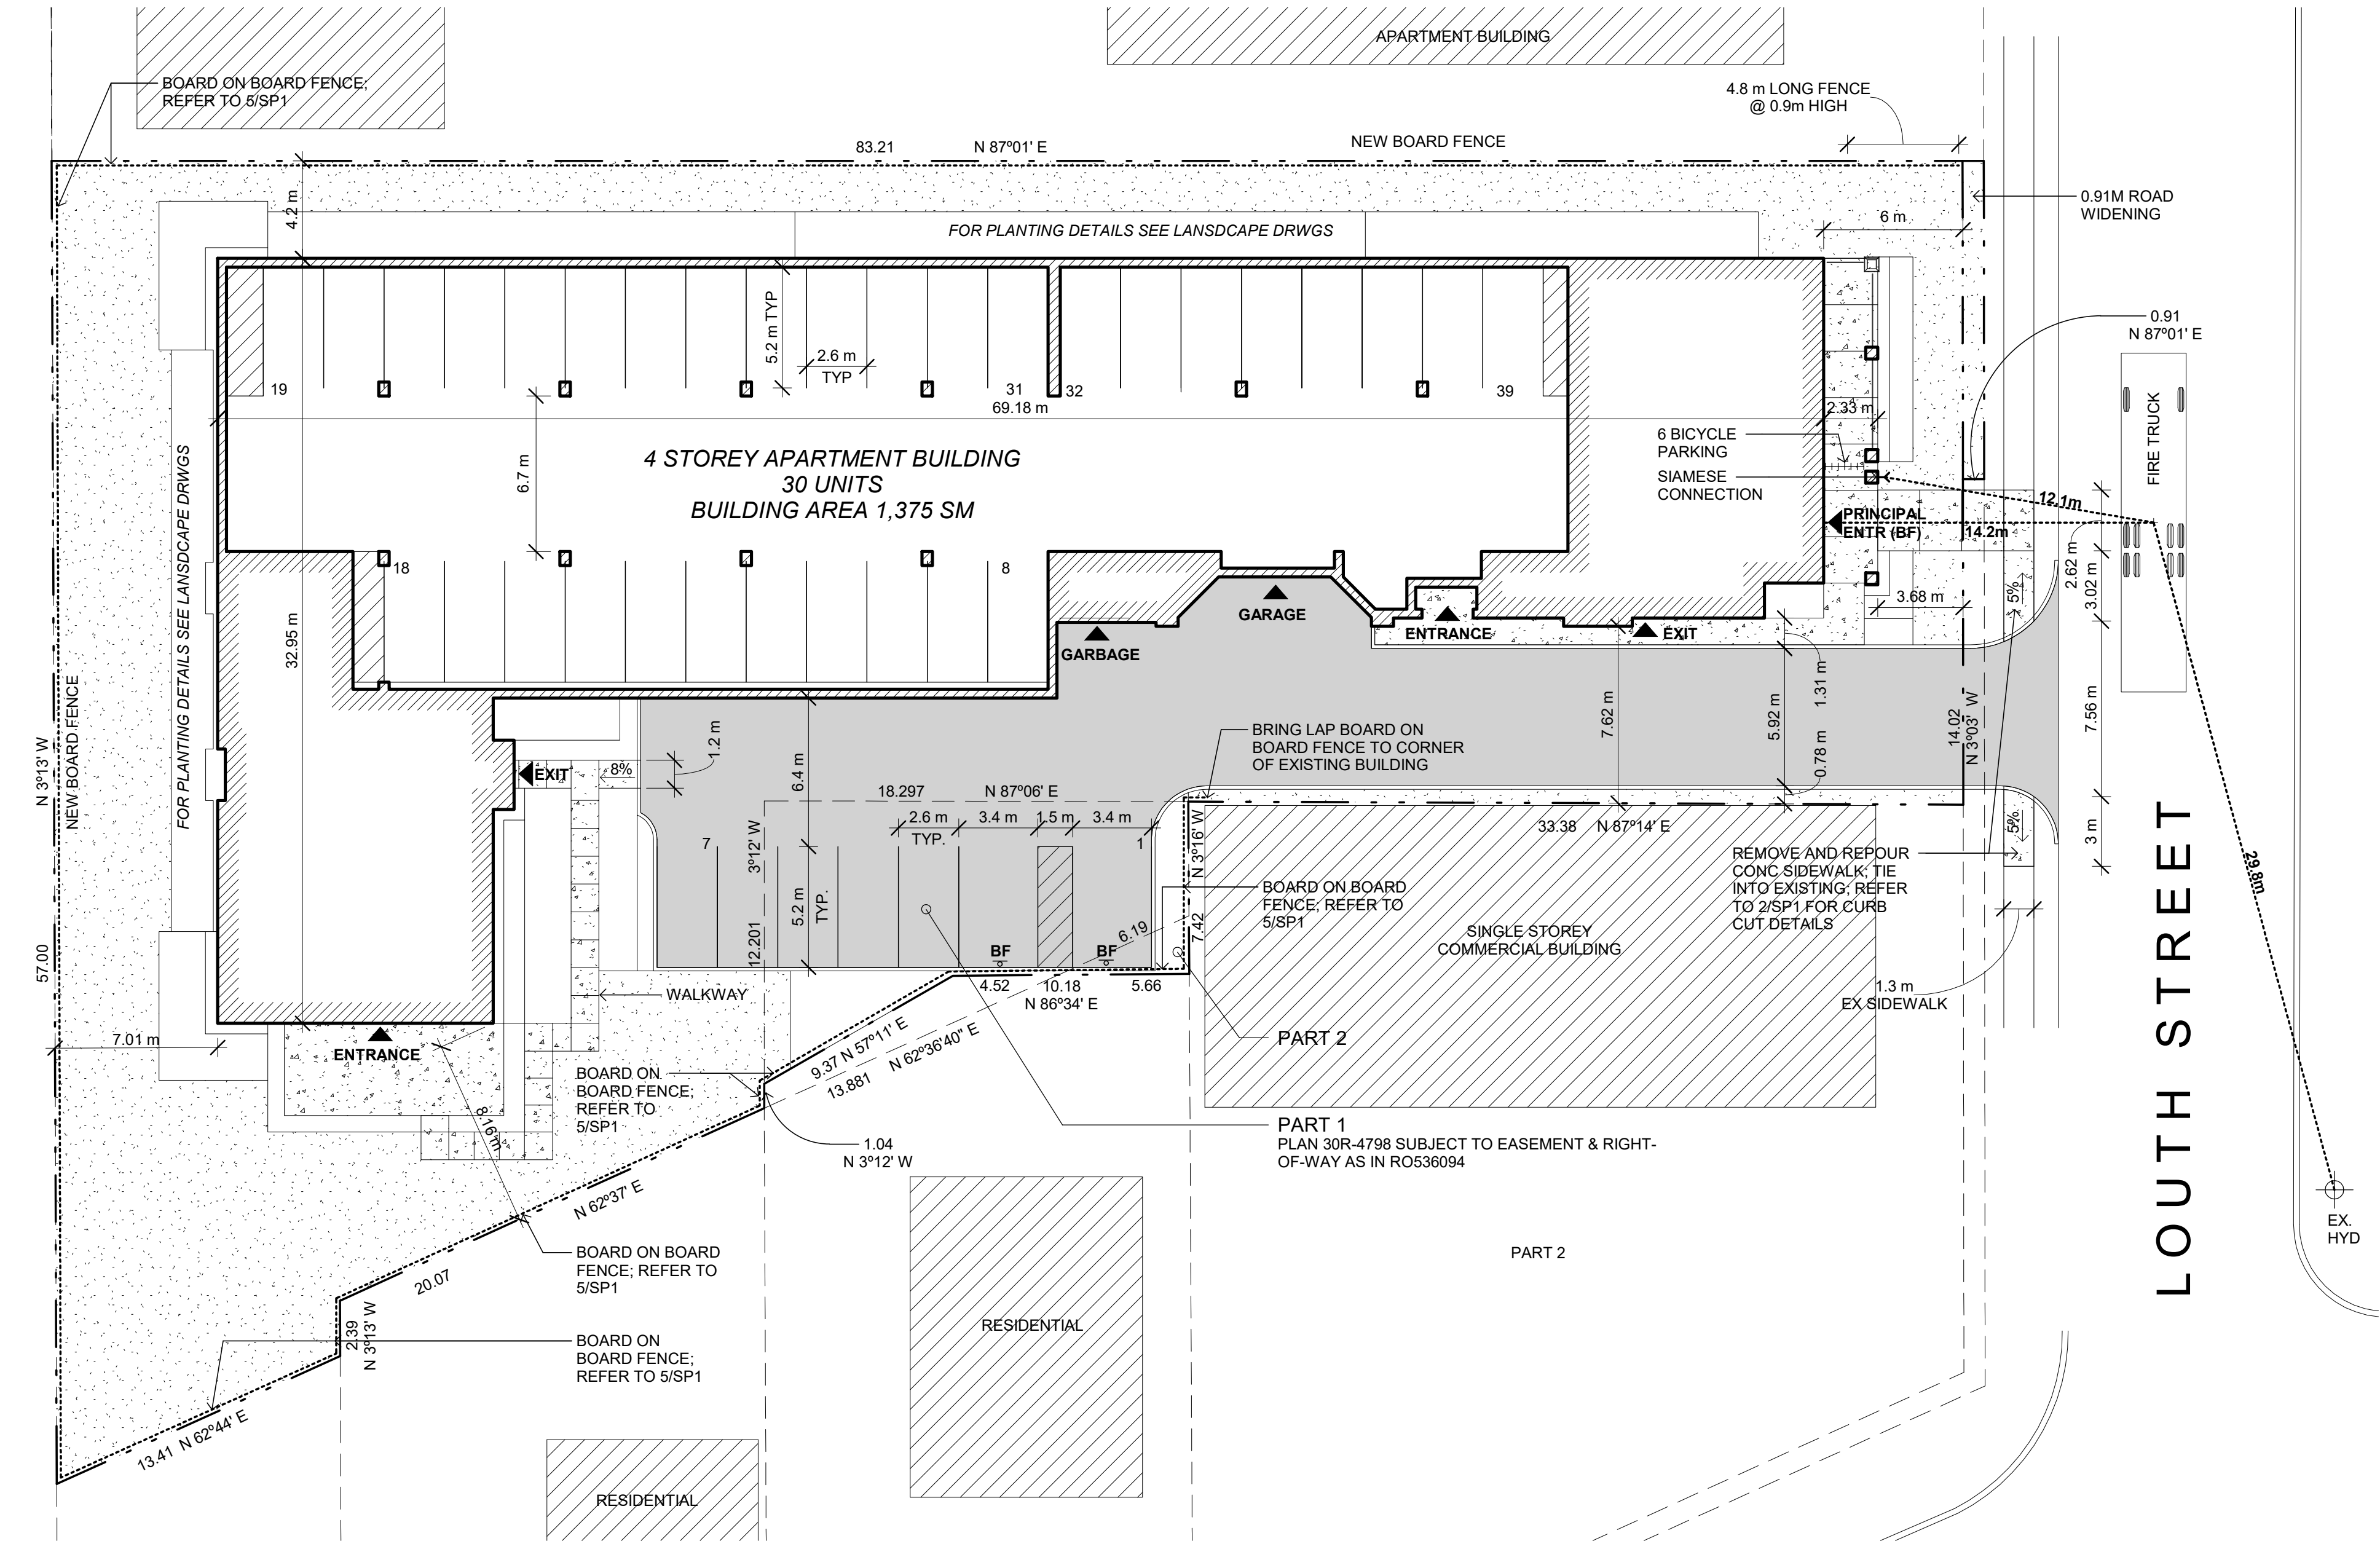 APARTMENT BUILDING
BOARD ON BOARD FENCE;
REFER TO 5/SP1
4.8 m LONG FENCE
@ 0.9m HIGH
83.21
N 87º01' E
NEW BOARD FENCE
4.2 m
FOR PLANTING DETAILS SEE LANSDCAPE DRWGS
6 m
0.91M ROAD
WIDENING
0.91
N 87º01' E
5.2 m TYP
2.6 m
TYP
19
31
32
39
69.18 m
2.33 m
FIRE TRUCK
6.7 m
4 STOREY APARTMENT BUILDING
30 UNITS
BUILDING AREA 1,375 SM
6 BICYCLE
PARKING
SIAMESE
CONNECTION
PRINCIPAL
ENTR (BF)
12.1m
14.2m
2.62 m
3.02 m
FOR PLANTING DETAILS SEE LANSDCAPE DRWGS
18
8
GARAGE
GARBAGE
ENTRANCE
EXIT
3.68 m
5%
32.95 m
N 3º13' W
NEW BOARD FENCE
57.00
1.2 m
EXIT
8%
6.4 m
BRING LAP BOARD ON
BOARD FENCE TO CORNER
OF EXISTING BUILDING
7.62 m
5.92 m
1.31 m
0.78 m
14.02
N 3º03' W
7.56 m
18.297
N 87º06' E
2.6 m
TYP.
3.4 m
1.5 m
3.4 m
7
1
3º12' W
12.201
5.2 m
TYP.
N 3º16' W
7.42
6.19
33.38
N 87º14' E
5%
3 m
REMOVE AND REPOUR
CONC SIDEWALK; TIE
INTO EXISTING; REFER
TO 2/SP1 FOR CURB
CUT DETAILS
BOARD ON BOARD
FENCE; REFER TO
5/SP1
SINGLE STOREY
COMMERCIAL BUILDING
29.8m
BF
BF
4.52
10.18
5.66
N 86º34' E
WALKWAY
1.3 m
EX SIDEWALK
LOUTH STREET
7.01 m
ENTRANCE
8.16 m
BOARD ON
BOARD FENCE;
REFER TO
5/SP1
9.37 N 57º11' E
13.881
N 62º36'40" E
PART 2
PART 1
PLAN 30R-4798 SUBJECT TO EASEMENT & RIGHT-
OF-WAY AS IN RO536094
1.04
N 3º12' W
N 62º37' E
20.07
BOARD ON BOARD
FENCE; REFER TO
5/SP1
PART 2
EX.
HYD
2.39
N 3º13' W
RESIDENTIAL
BOARD ON
BOARD FENCE;
REFER TO 5/SP1
13.41 N 62º44' E
RESIDENTIAL